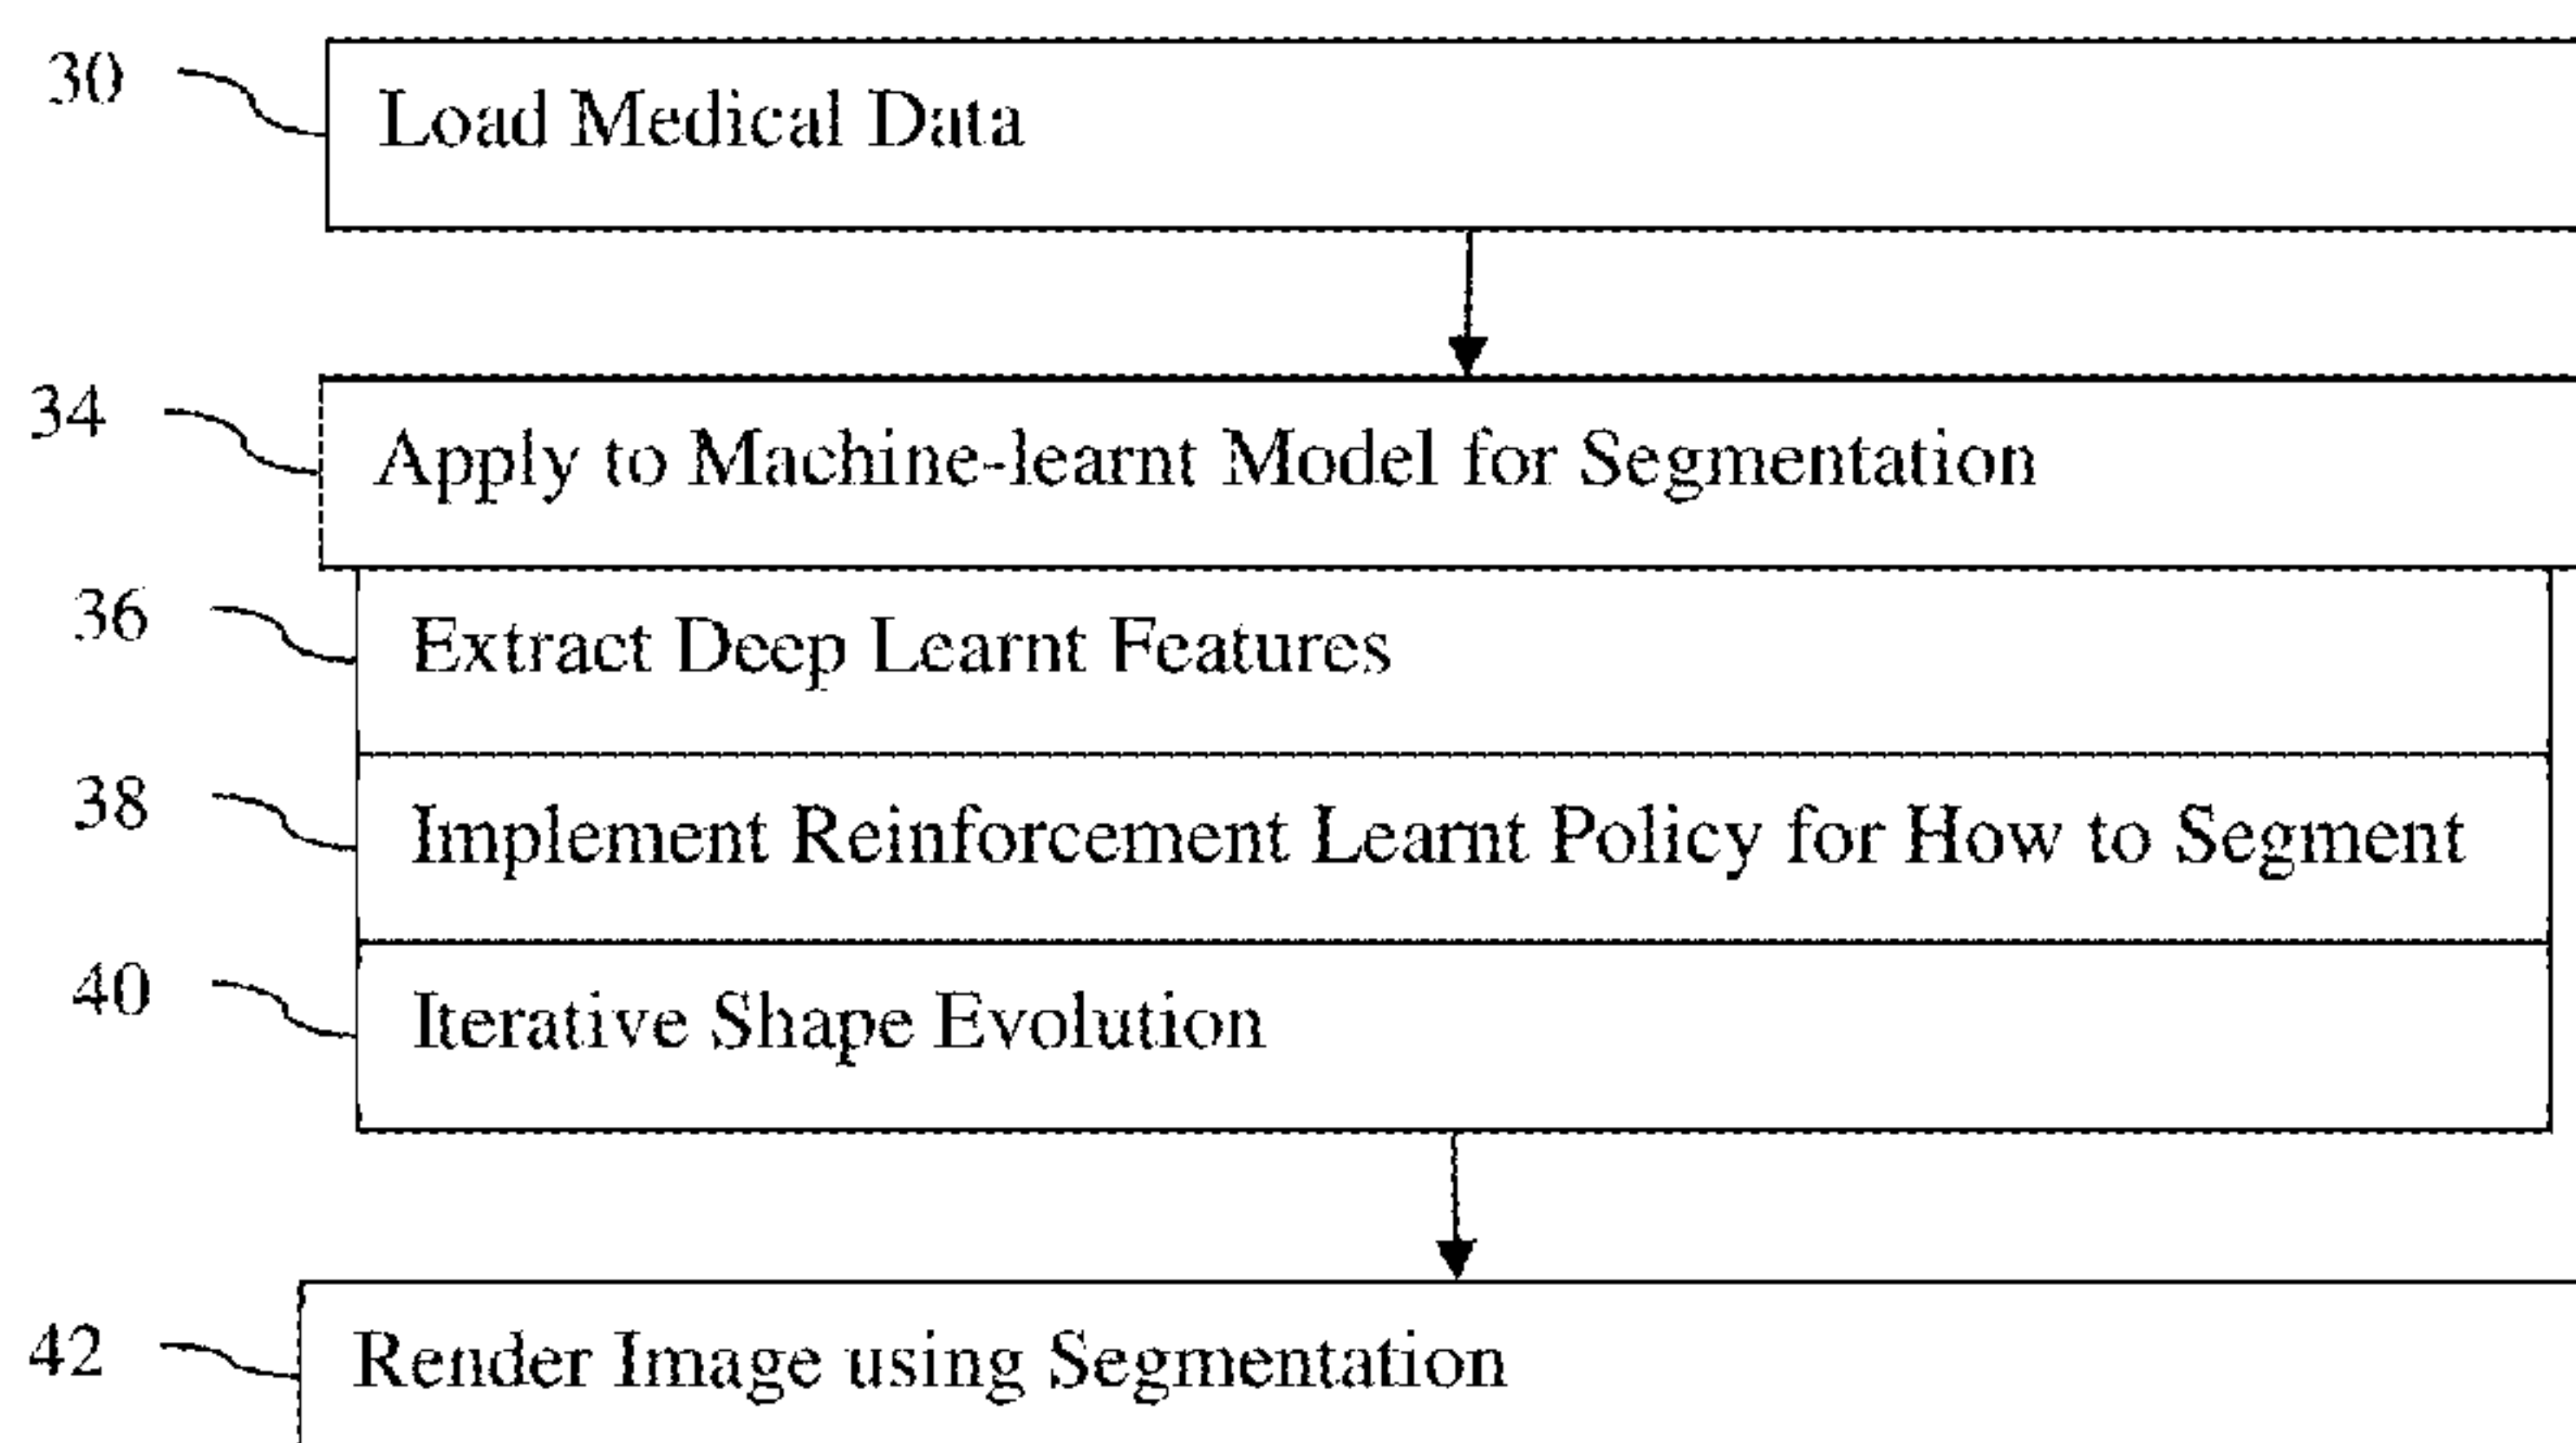 30
Load Medical Data
34
Apply to Machine-learnt Model for Segmentation
36
Extract Deep Learnt Features
38
Implement Reinforcement Learnt Policy for How to Segment
40
Iterative Shape Evolution
42
Render Image using Segmentation